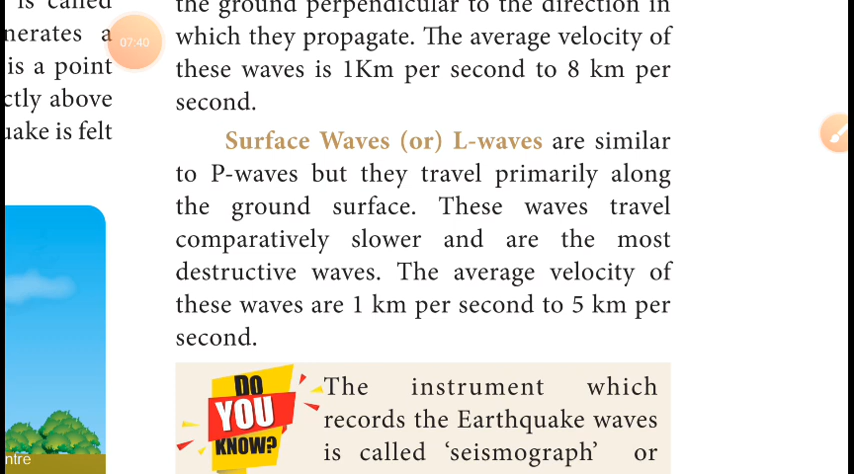 is called
nerates a
is a point
ctly above
uake is felt
07:40
the ground perpendicular to the direction in
which they propagate. The average velocity of
these waves is 1Km per second to 8 km per
second.
Surface Waves (or) L-waves are similar
to P-waves but they travel primarily along
the ground surface. These waves travel
comparatively slower and are the most
destructive waves. The average velocity of
these waves are 1 km per second to 5 km per
second.
DO
YOU
KNOW?
The instrument which
records the Earthquake waves
is called ‘seismograph’ or
ntre